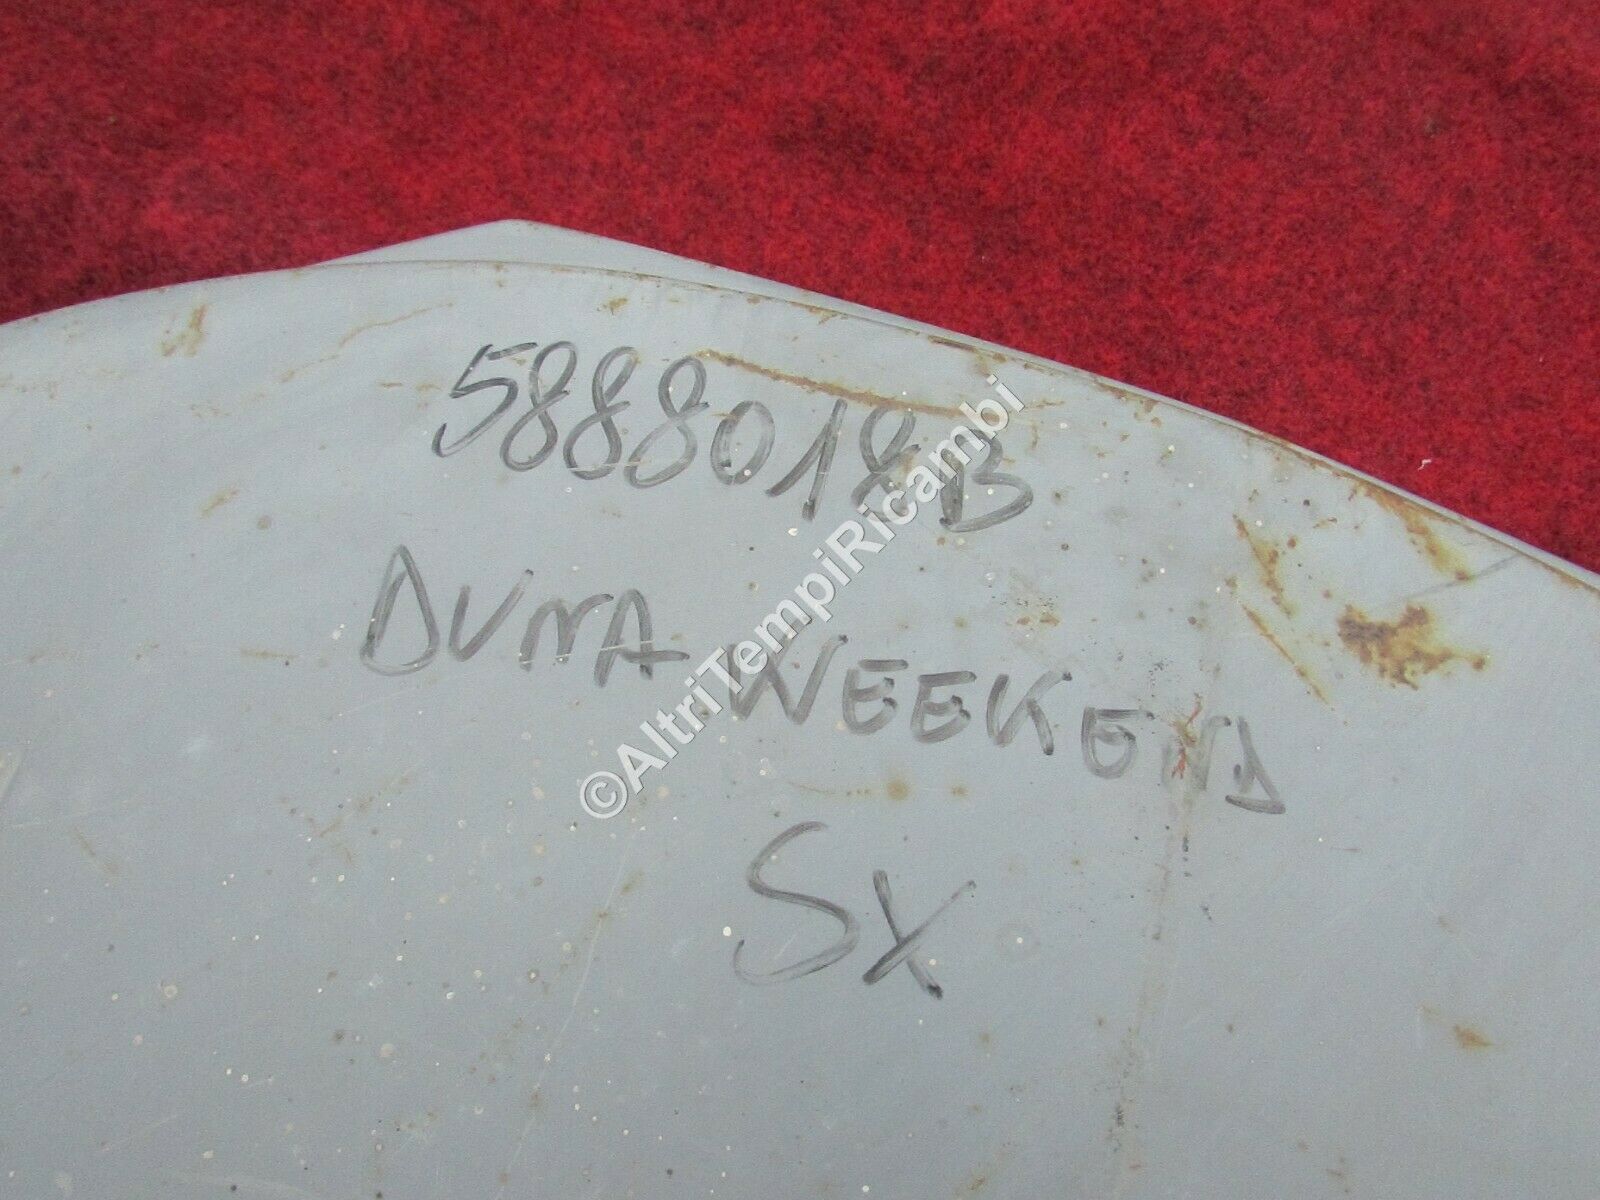 5888018B
DUNA WEEKEND
SX
©AltriTempiRicambi